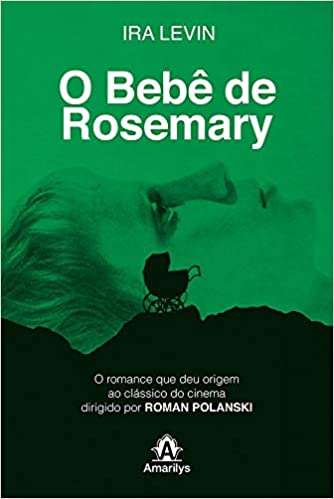 IRA LEVIN
O Bebê de
Rosemary
O romance que deu origem
ao clássico do cinema
dirigido por ROMAN POLANSKI
A
Amarilys